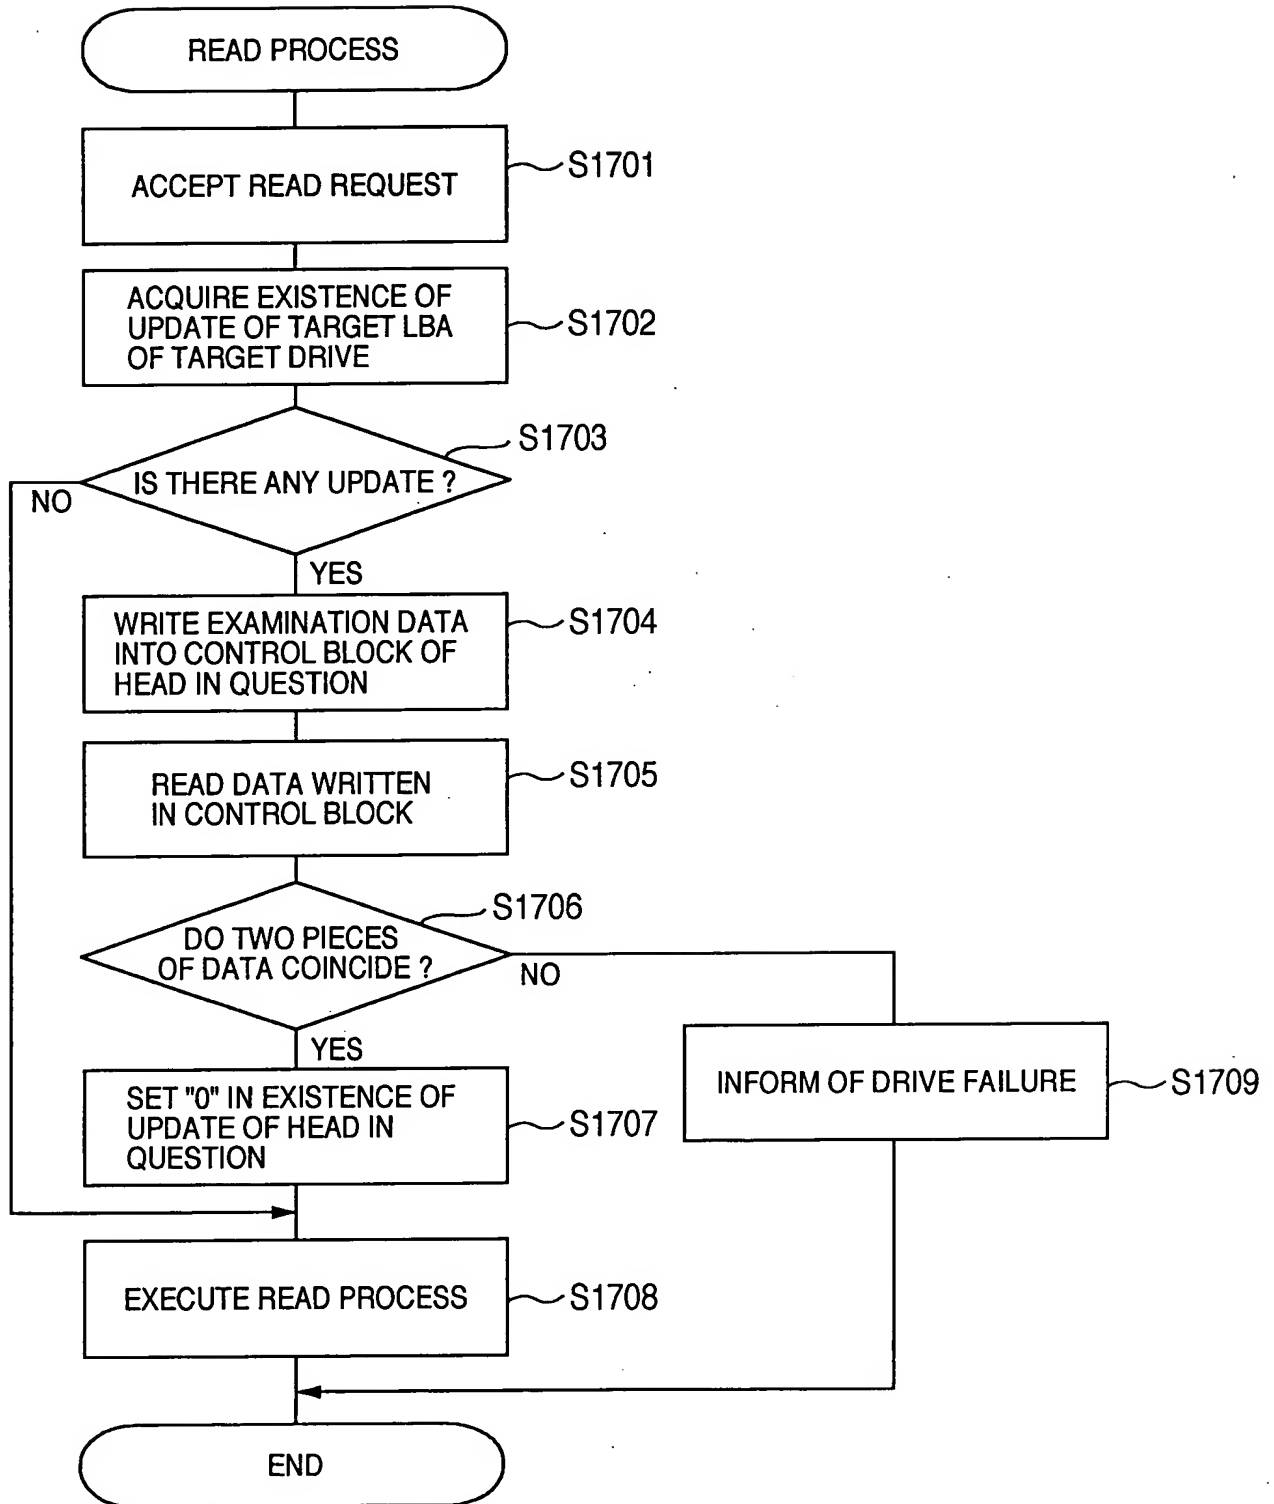 READ PROCESS
ACCEPT READ REQUEST
S1701
ACQUIRE EXISTENCE OF
UPDATE OF TARGET LBA
OF TARGET DRIVE
S1702
S1703
IS THERE ANY UPDATE ?
NO
YES
WRITE EXAMINATION DATA
INTO CONTROL BLOCK OF
HEAD IN QUESTION
S1704
READ DATA WRITTEN
IN CONTROL BLOCK
S1705
S1706
DO TWO PIECES
OF DATA COINCIDE ?
NO
YES
SET "0" IN EXISTENCE OF
UPDATE OF HEAD IN
QUESTION
S1707
INFORM OF DRIVE FAILURE
S1709
EXECUTE READ PROCESS
S1708
END